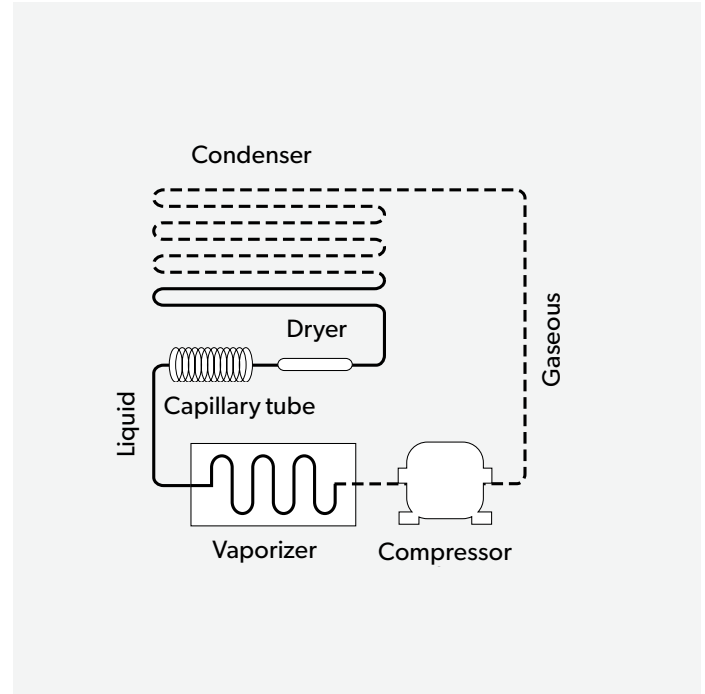 Condenser
Dryer
Gaseous
Liquid
Capillary tube
Vaporizer
Compressor